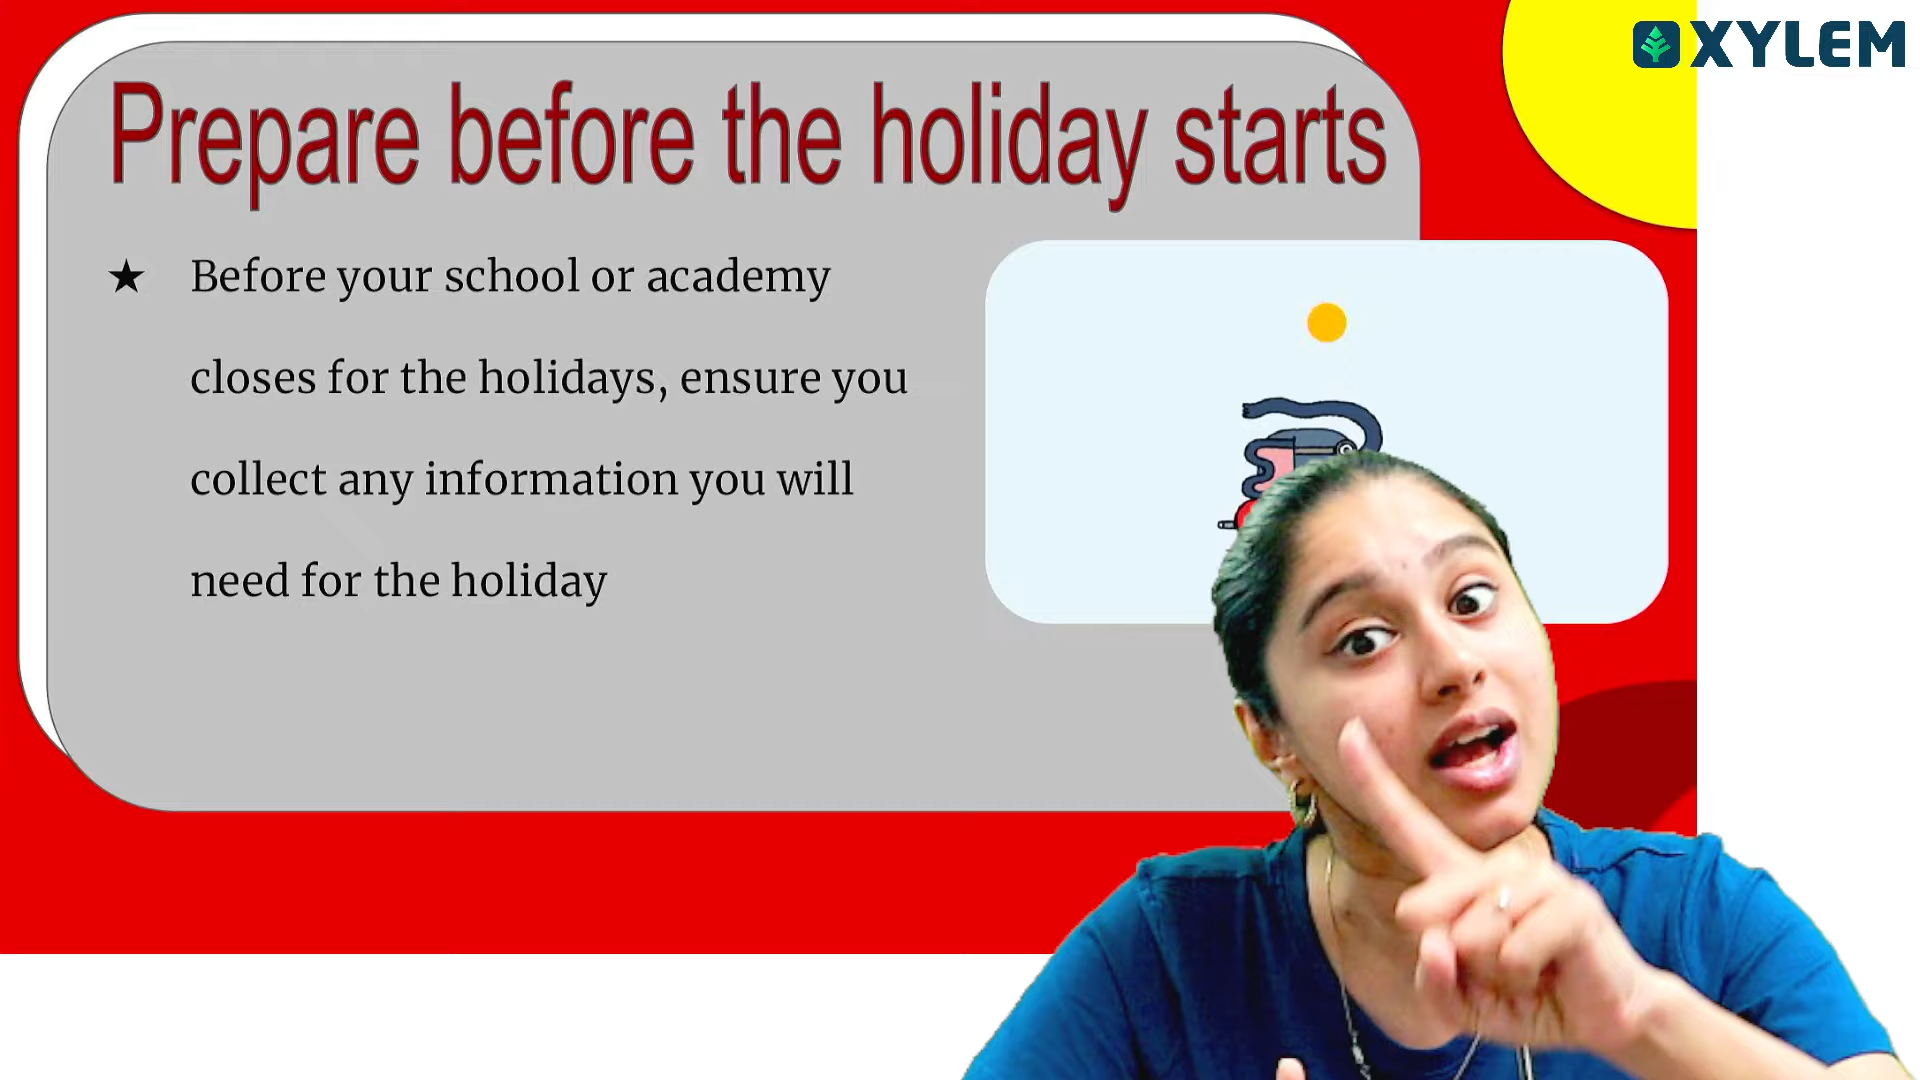 XYLEM
Prepare before the holiday starts
★ Before your school or academy
closes for the holidays, ensure you
collect any information you will
need for the holiday